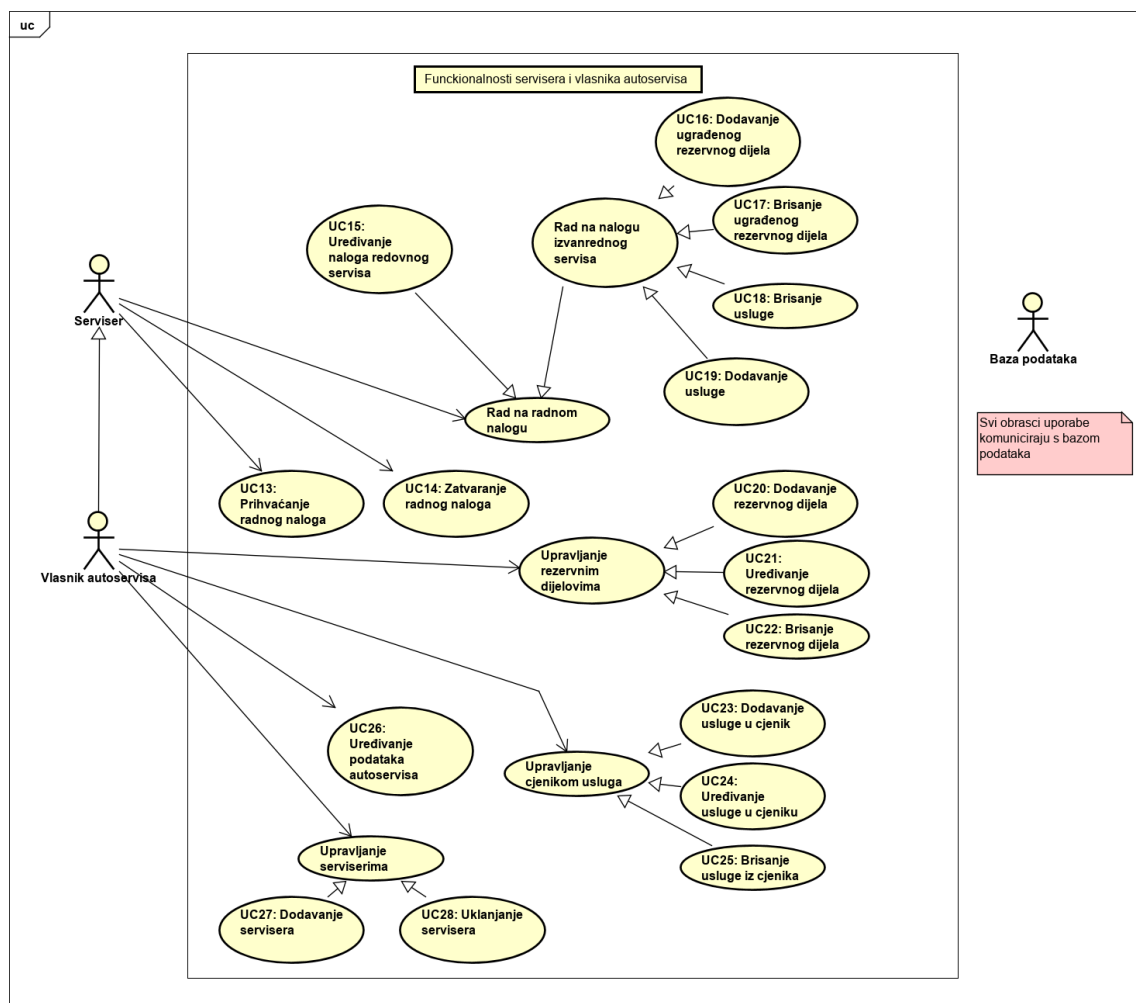 uc
Funckionalnosti servisera i vlasnika autoservisa
UC16: Dodavanje
ugrađenog
rezervnog dijela
UC17: Brisanje
ugrađenog
rezervnog dijela
UC15:
Uređivanje
naloga redovnog
servisa
Rad na nalogu
izvanrednog
servisa
UC18: Brisanje
usluge
Serviser
Baza podataka
UC19: Dodavanje
usluge
Rad na radnom
nalogu
Svi obrasci uporabe
komuniciraju s bazom
podataka
UC13:
Prihvaćanje
radnog naloga
UC14: Zatvaranje
radnog naloga
UC20: Dodavanje
rezervnog dijela
Vlasnik autoservisa
Upravljanje
rezervnim
dijelovima
UC21:
Uređivanje
rezervnog dijela
UC22: Brisanje
rezervnog dijela
UC26:
Uređivanje
podataka
autoservisa
UC23: Dodavanje
usluge u cjenik
Upravljanje
cjenikom usluga
UC24:
Uređivanje
usluge u cjeniku
Upravljanje
serviserima
UC25: Brisanje
usluge iz cjenika
UC27: Dodavanje
servisera
UC28: Uklanjanje
servisera